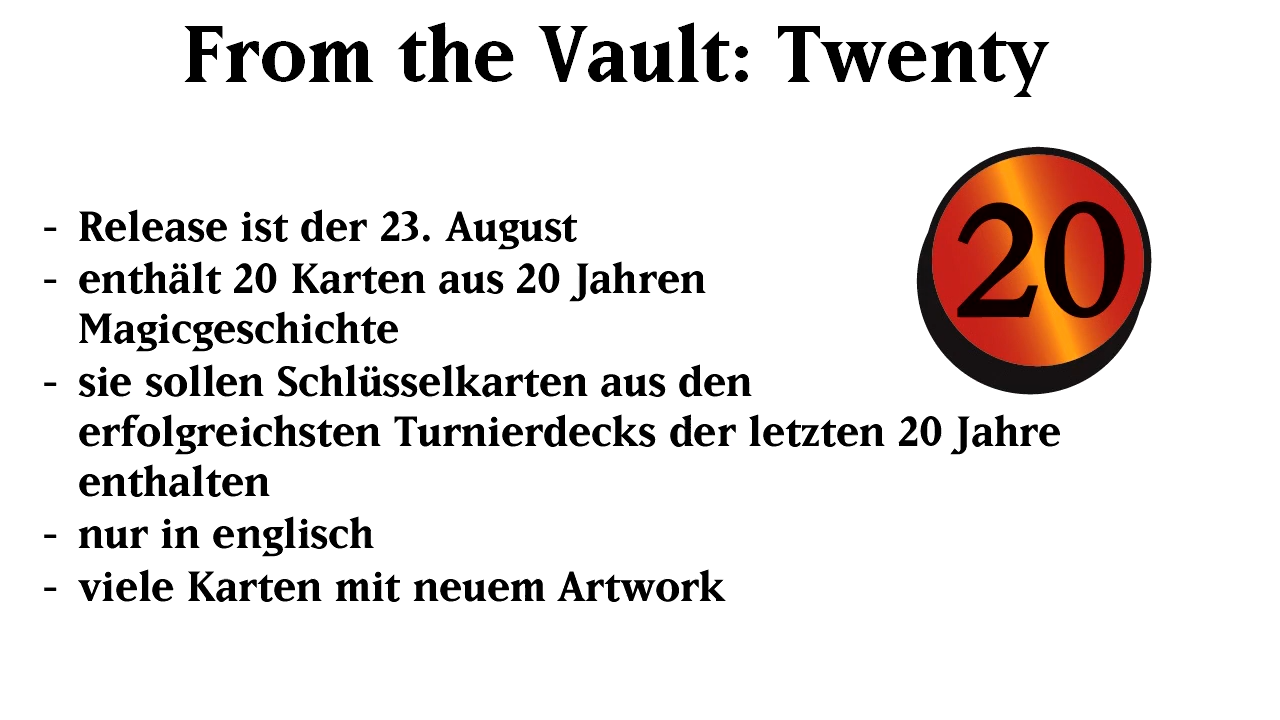 From the Vault: Twenty
20
- Release ist der 23. August
- enthält 20 Karten aus 20 Jahren
Magicgeschichte
- sie sollen Schlüsselkarten aus den
erfolgreichsten Turnierdecks der letzten 20 Jahre
enthalten
- nur in englisch
- viele Karten mit neuem Artwork